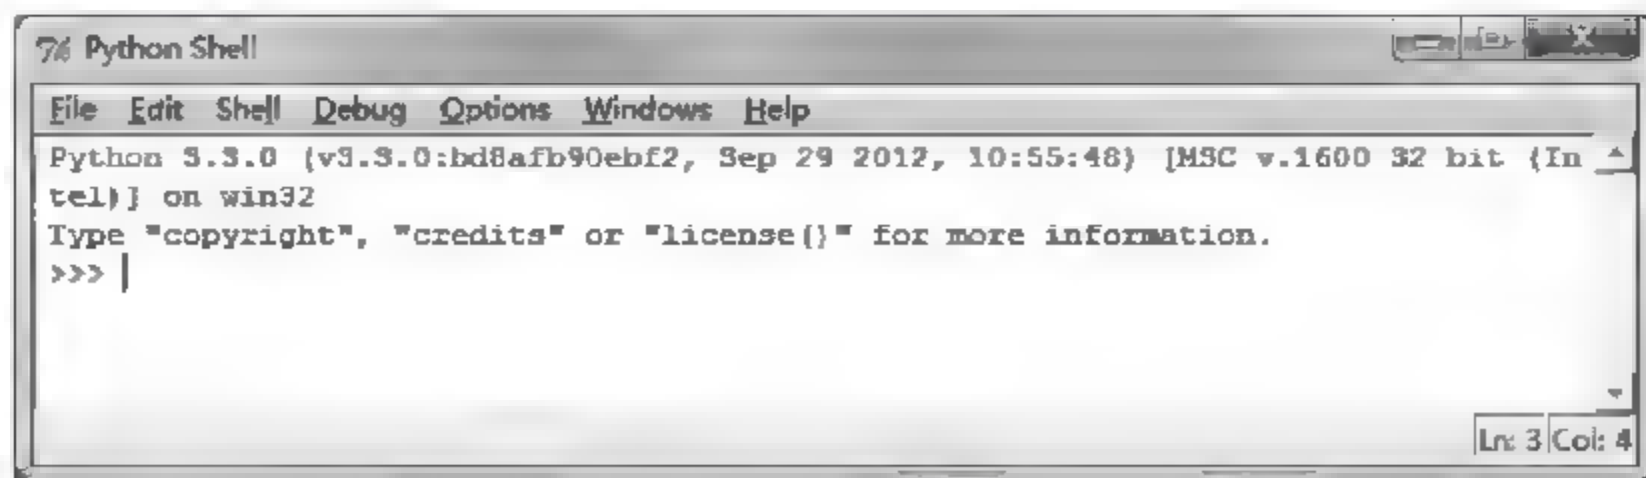 Python Shell
File Edit Shell Debug Options Windows Help
Python 3.3.0 (v3.3.0:bd8afb90ebf2, Sep 29 2012, 10:55:48) [MSC v.1600 32 bit (In
tel)] on win32
Type "copyright", "credits" or "license()" for more information.
>>>
Ln: 3 Col: 4